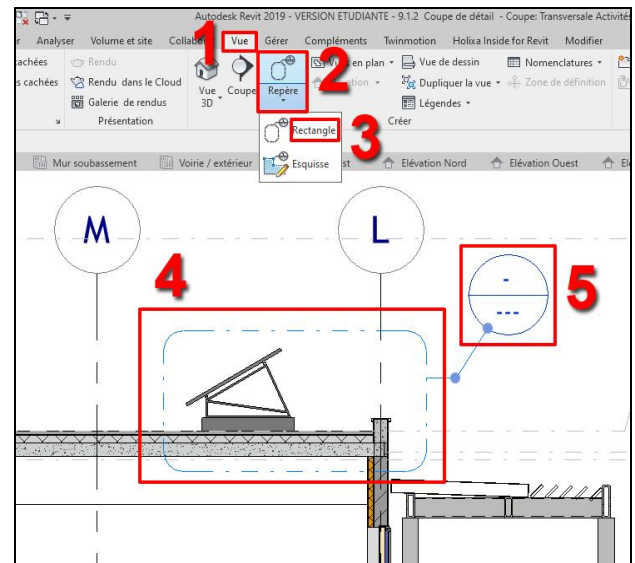 Autodesk Revit 2019 - VERSION ETUDIANTE - 9.1.2 Coupe de détail - Coupe: Transversale Activités
Analyser Volume et site Vue Gérer Compléments Twinmotion Holixa Inside for Revit Modifier
1
cachées Rendu en plan Vue de dessin Nomenclatures
s cachées Rendu dans le Cloud Vue 3D Coupe Repère 2 Dupliquer la vue Zone de définition
Galerie de rendus Légendes
Présentation Créer
Rectangle 3
Esquisse
Mur soubassement Voirie / extérieur Elévation Nord Elévation Ouest
M L
4 5
-
---